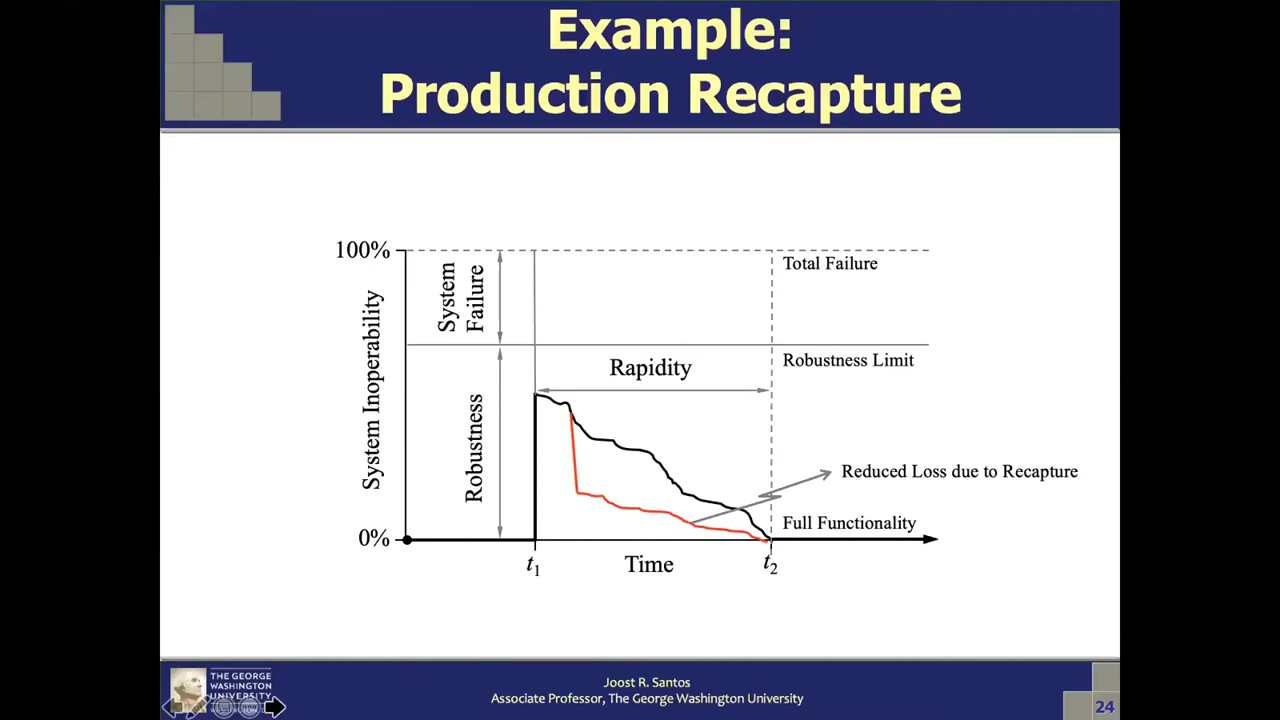 Example:
Production Recapture
100%
System
Failure
Total Failure
System Inoperability
Robustness Limit
Rapidity
Robustness
Reduced Loss due to Recapture
Full Functionality
0%
t1
Time
t2
THE GEORGE
WASHINGTON
UNIVERSITY
Joost R. Santos
Associate Professor, The George Washington University
24